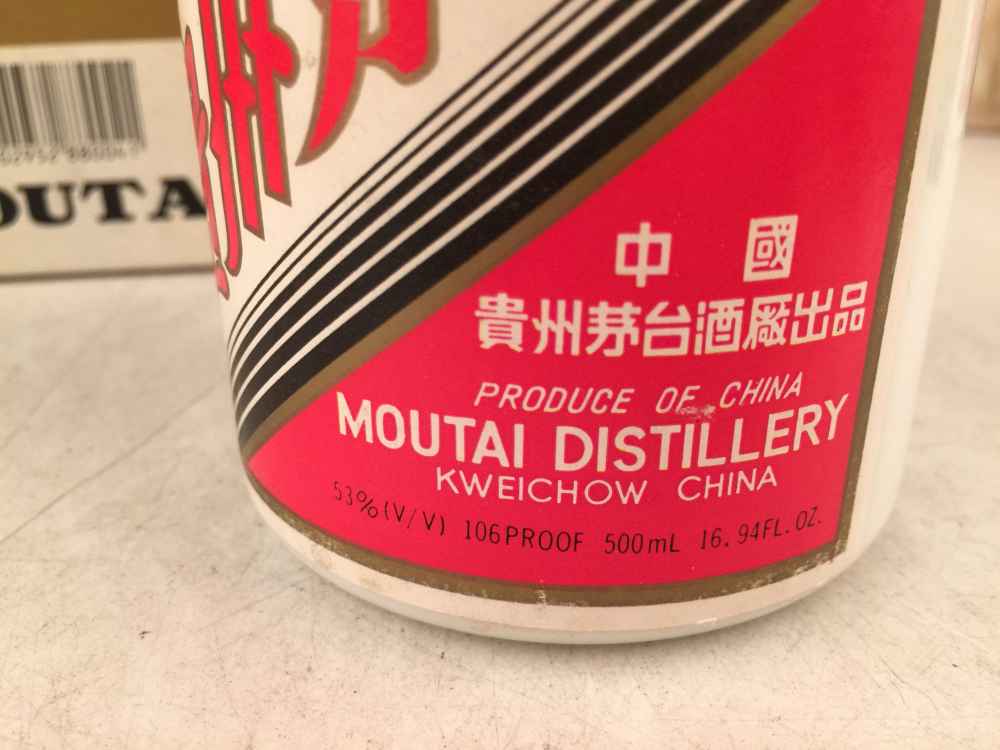 中國
貴州茅台酒廠出品
PRODUCE OF CHINA
MOUTAI DISTILLERY
KWEICHOW CHINA
53%(V/V) 106PROOF 500mL 16.94FL.OZ.